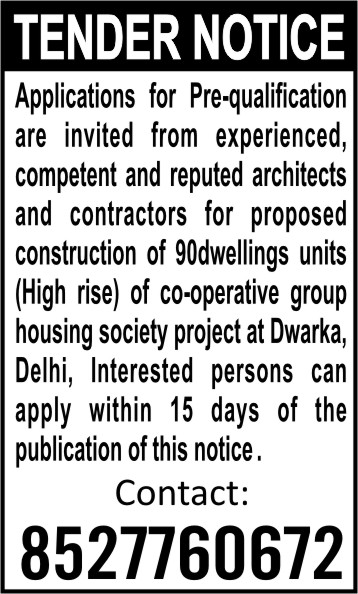 TENDER NOTICE
Applications for Pre-qualification
are invited from experienced,
competent and reputed architects
and contractors for proposed
construction of 90dwellings units
(High rise) of co-operative group
housing society project at Dwarka,
Delhi, Interested persons can
apply within 15 days of the
publication of this notice .
Contact:
8527760672